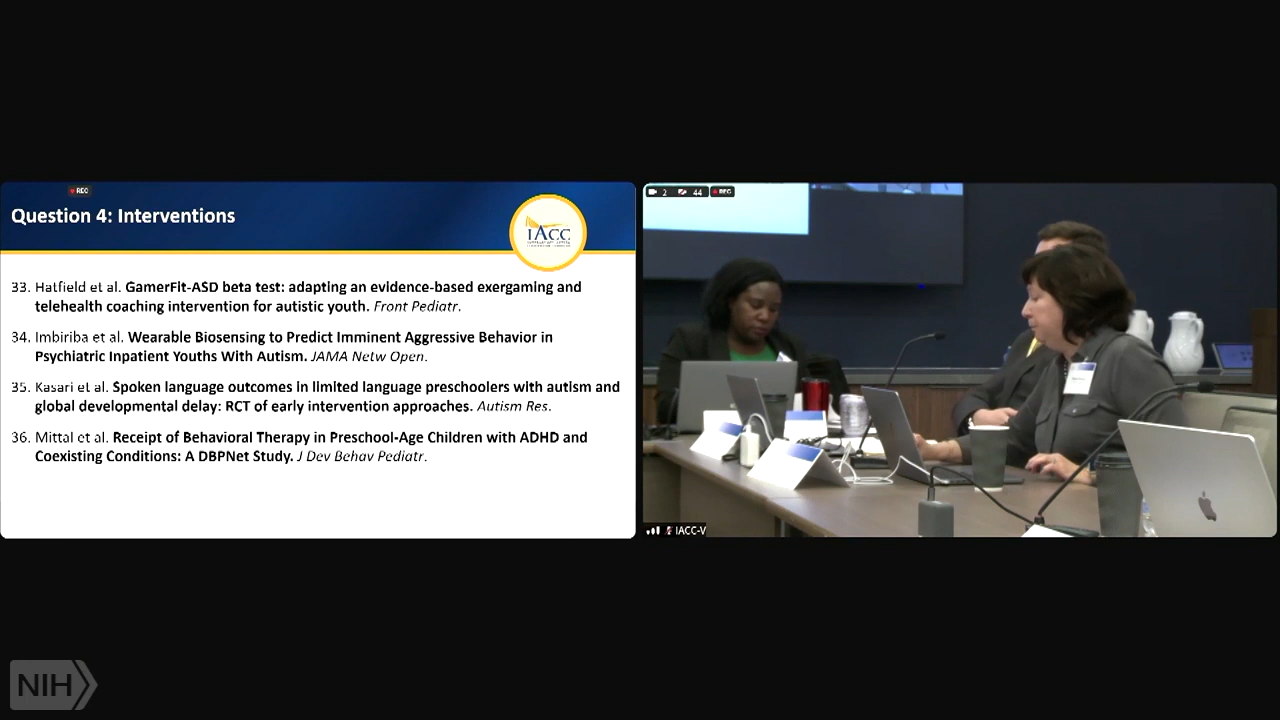 REC
Question 4: Interventions
IACC
33. Hatfield et al. GamerFit-ASD beta test: adapting an evidence-based exergaming and
telehealth coaching intervention for autistic youth. Front Pediatr.
34. Imbiriba et al. Wearable Biosensing to Predict Imminent Aggressive Behavior in
Psychiatric Inpatient Youths With Autism. JAMA Netw Open.
35. Kasari et al. Spoken language outcomes in limited language preschoolers with autism and
global developmental delay: RCT of early intervention approaches. Autism Res.
36. Mittal et al. Receipt of Behavioral Therapy in Preschool-Age Children with ADHD and
Coexisting Conditions: A DBPNet Study. J Dev Behav Pediatr.
2 44 REC
IACC-V
NIH